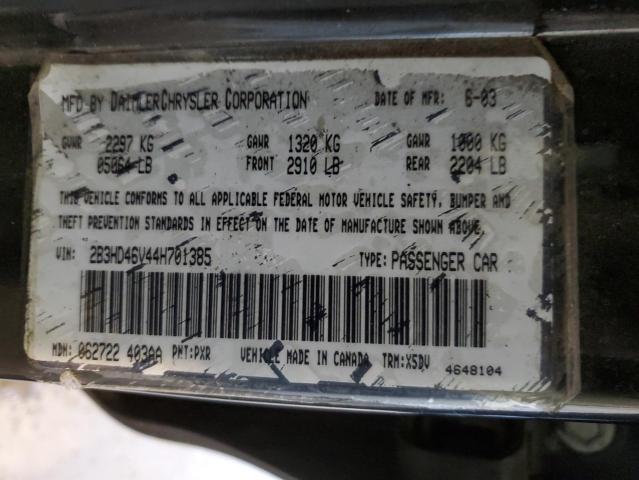 MFD BY DAIMLERCHRYSLER CORPORATION DATE OF MFR: 6-03
GVWR 2297 KG GAWR 1320 KG GAWR 1000 KG
05064 LB FRONT 2910 LB REAR 2204 LB
THIS VEHICLE CONFORMS TO ALL APPLICABLE FEDERAL MOTOR VEHICLE SAFETY, BUMPER AND
THEFT PREVENTION STANDARDS IN EFFECT ON THE DATE OF MANUFACTURE SHOWN ABOVE.
VIN: 2B3HD46V44H701385 TYPE: PASSENGER CAR
MDH: 062722 403AA PNT: PXR VEHICLE MADE IN CANADA TRM: X5DV
4648104